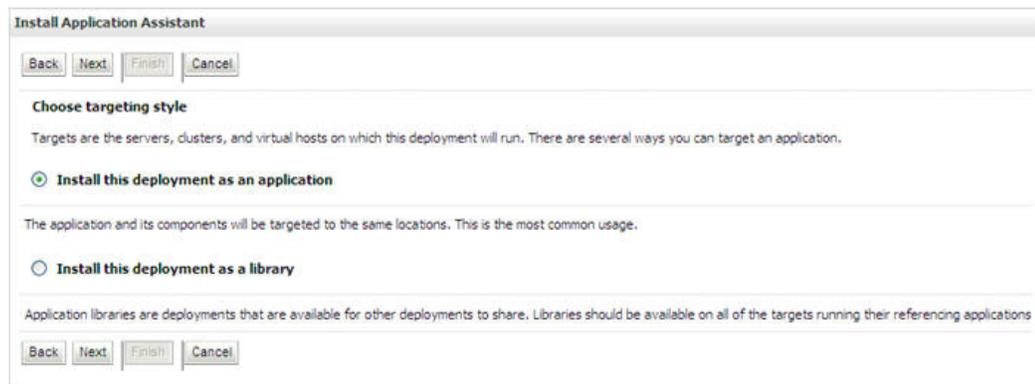 Install Application Assistant
Back Next Finish Cancel
Choose targeting style
Targets are the servers, clusters, and virtual hosts on which this deployment will run. There are several ways you can target an application.
Install this deployment as an application
The application and its components will be targeted to the same locations. This is the most common usage.
Install this deployment as a library
Application libraries are deployments that are available for other deployments to share. Libraries should be available on all of the targets running their referencing applications
Back Next Finish Cancel